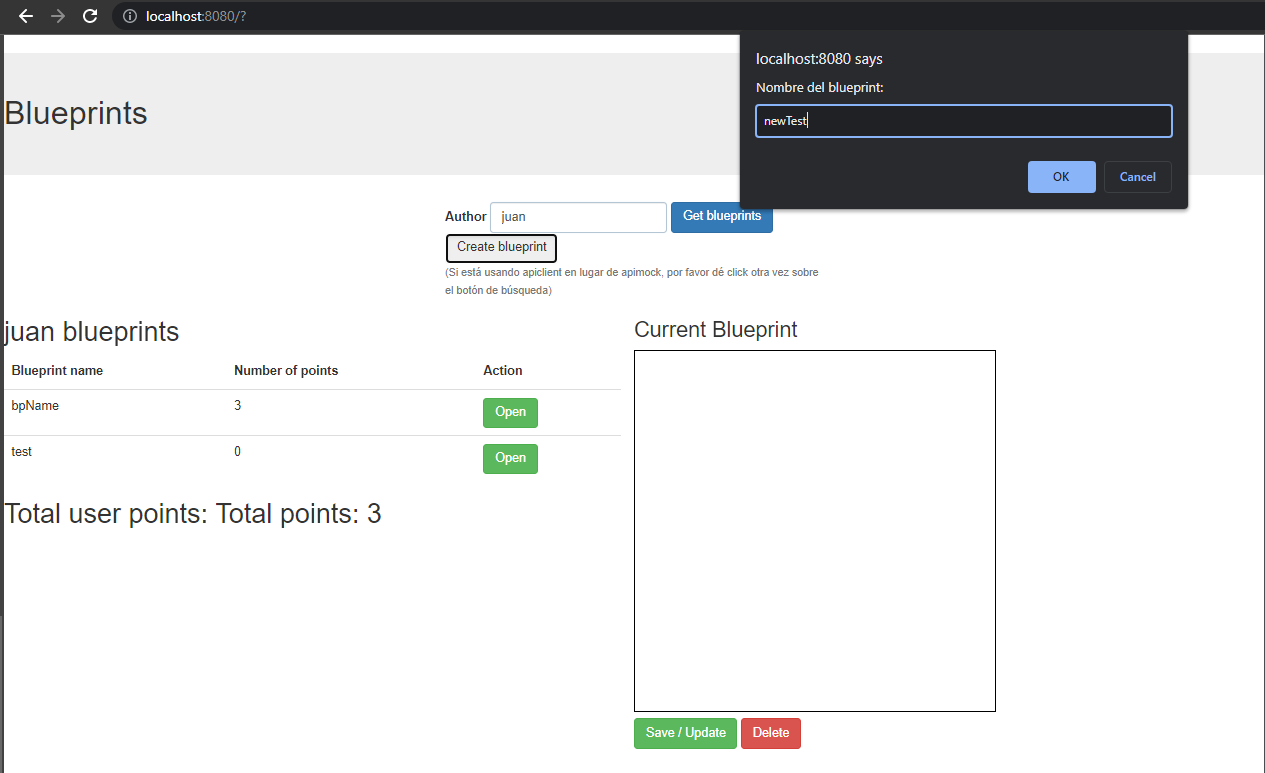 localhost:8080/?
localhost:8080 says
Nombre del blueprint:
newTest
OK Cancel
Blueprints
Author juan Get blueprints
Create blueprint
(Si está usando apiclient en lugar de apimock, por favor dé click otra vez sobre
el botón de búsqueda)
juan blueprints
Blueprint name Number of points Action
bpName 3 Open
test 0 Open
Total user points: Total points: 3
Current Blueprint
Save / Update Delete